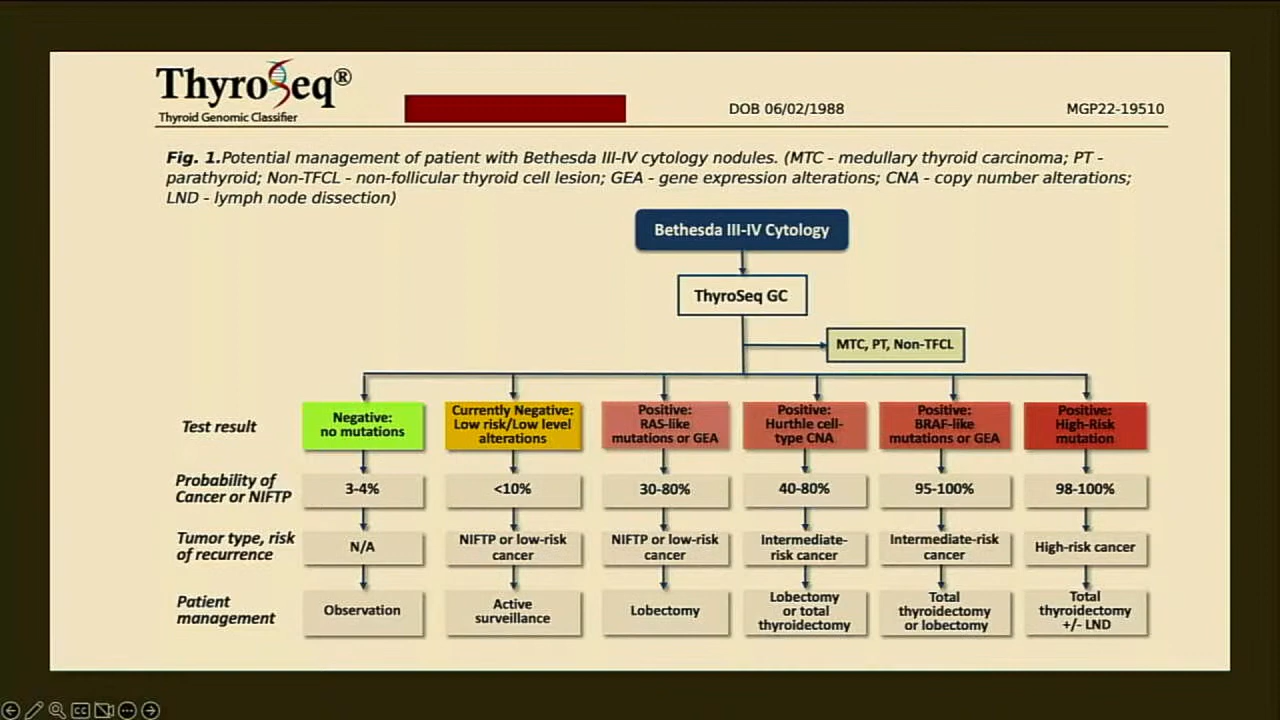 ThyroSeq®
Thyroid Genomic Classifier
DOB 06/02/1988
MGP22-19510
Fig. 1.Potential management of patient with Bethesda III-IV cytology nodules. (MTC - medullary thyroid carcinoma; PT -
parathyroid; Non-TFCL - non-follicular thyroid cell lesion; GEA - gene expression alterations; CNA - copy number alterations;
LND - lymph node dissection)
Bethesda III-IV Cytology
ThyroSeq GC
MTC, PT, Non-TFCL
Test result
Negative:
no mutations
Currently Negative:
Low risk/Low level
alterations
Positive:
RAS-like
mutations or GEA
Positive:
Hurthle cell-
type CNA
Positive:
BRAF-like
mutations or GEA
Positive:
High-Risk
mutation
Probability of
Cancer or NIFTP
3-4%
<10%
30-80%
40-80%
95-100%
98-100%
Tumor type, risk
of recurrence
N/A
NIFTP or low-risk
cancer
NIFTP or low-risk
cancer
Intermediate-
risk cancer
Intermediate-risk
cancer
High-risk cancer
Patient
management
Observation
Active
surveillance
Lobectomy
Lobectomy
or total
thyroidectomy
Total
thyroidectomy
or lobectomy
Total
thyroidectomy
+/- LND
CC